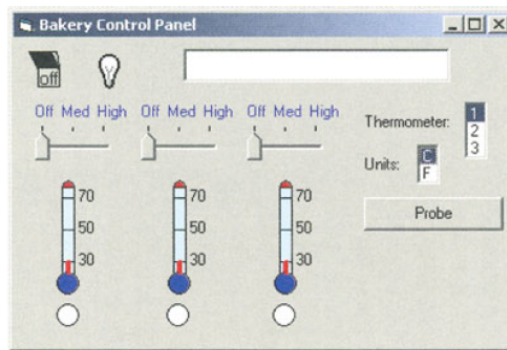 Bakery Control Panel
off
Off Med High Off Med High Off Med High
Thermometer: 1
2
3
Units: C
F
Probe
70 70 70
50 50 50
30 30 30